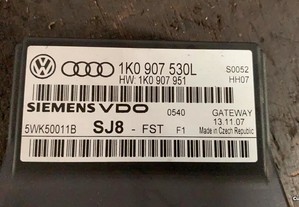 1K0 907 530L
HW: 1K0 907 951
S0052
HH07
SIEMENS VDO
0540
GATEWAY
13.11.07
5WK50011B
SJ8 - FST F1
Made in Czech Republic